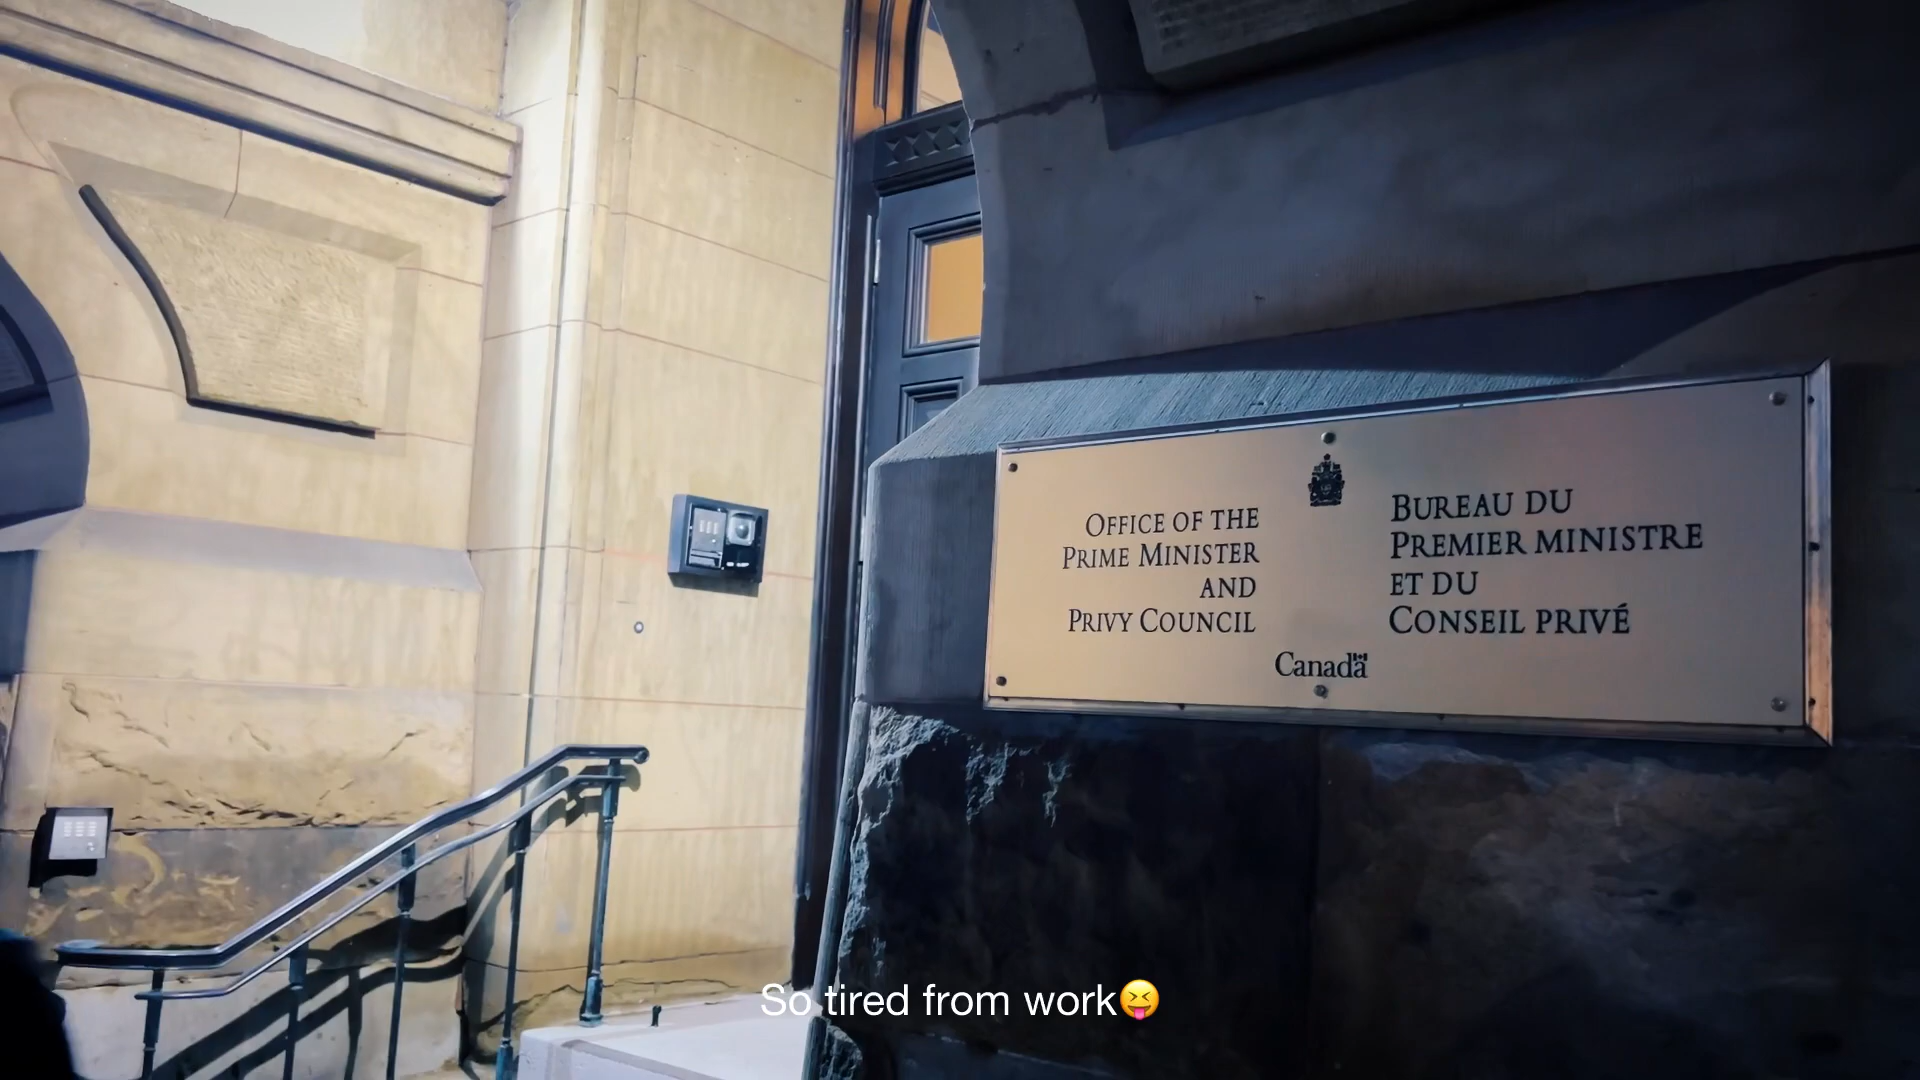 OFFICE OF THE
PRIME MINISTER
AND
PRIVY COUNCIL
BUREAU DU
PREMIER MINISTRE
ET DU
CONSEIL PRIVÉ
Canada
So tired from work😝